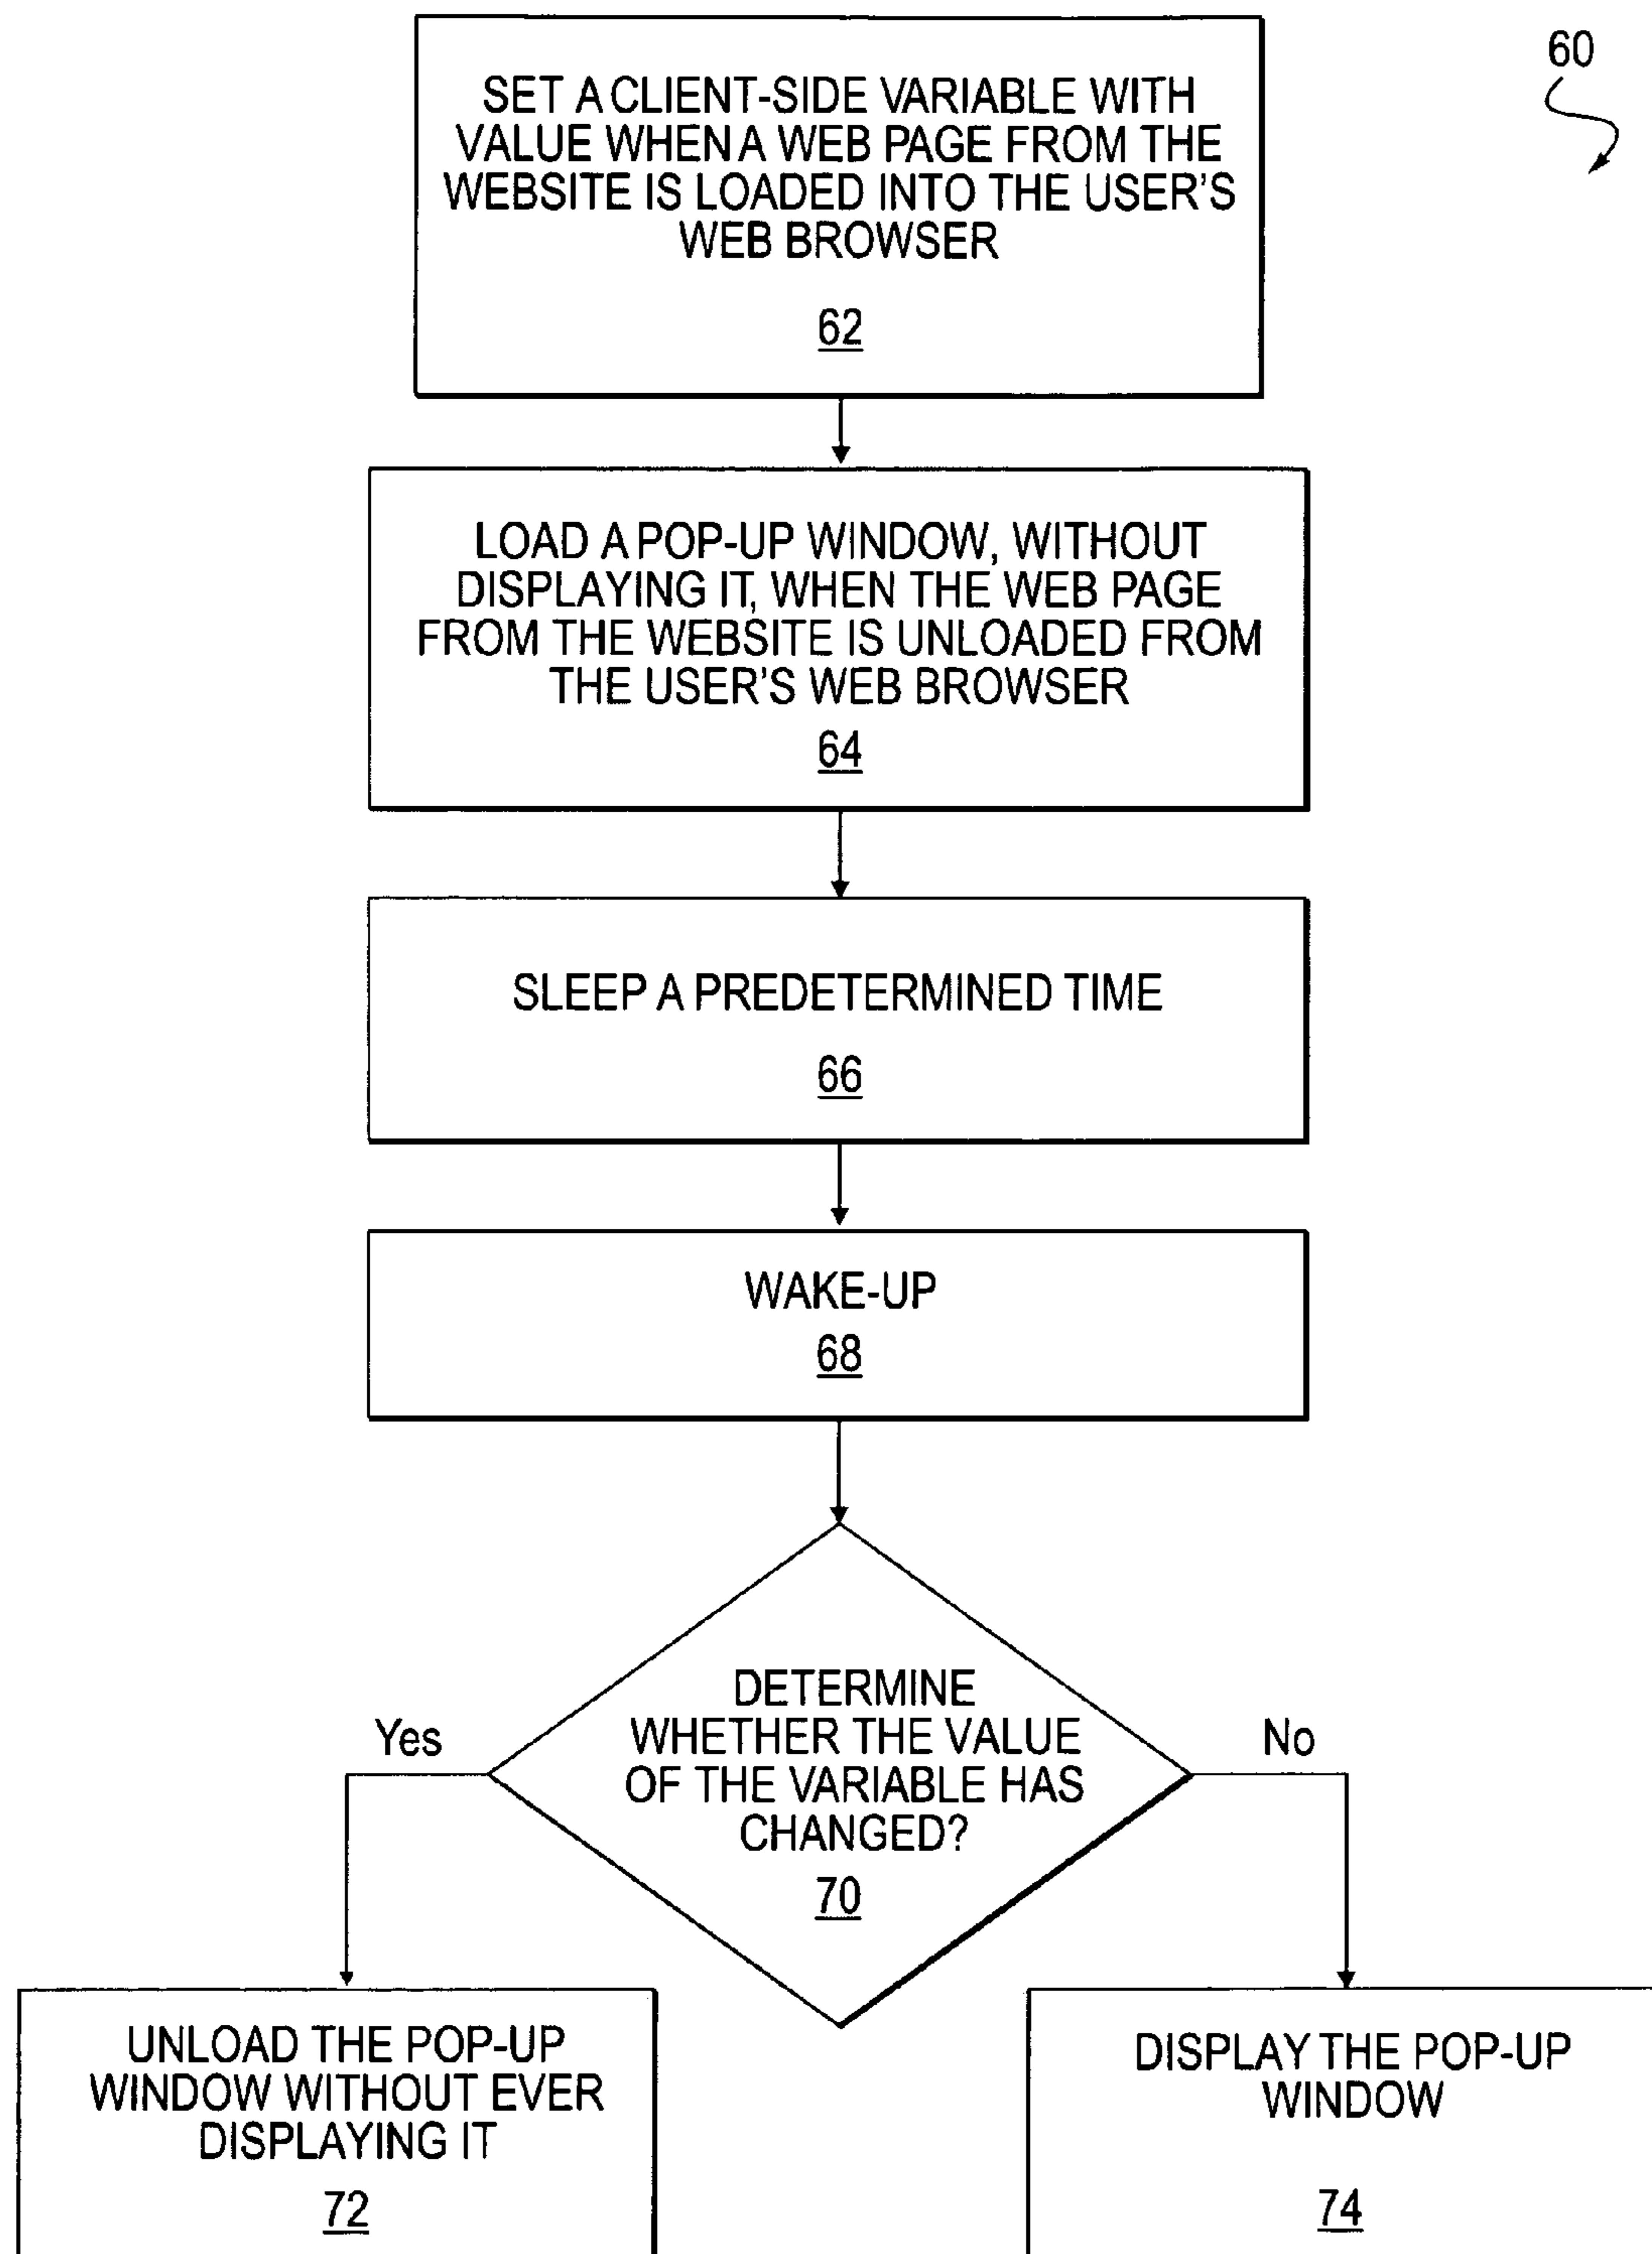 60
SET A CLIENT-SIDE VARIABLE WITH
VALUE WHEN A WEB PAGE FROM THE
WEBSITE IS LOADED INTO THE USER'S
WEB BROWSER
62
LOAD A POP-UP WINDOW, WITHOUT
DISPLAYING IT, WHEN THE WEB PAGE
FROM THE WEBSITE IS UNLOADED FROM
THE USER'S WEB BROWSER
64
SLEEP A PREDETERMINED TIME
66
WAKE-UP
68
DETERMINE
WHETHER THE VALUE
OF THE VARIABLE HAS
CHANGED?
70
Yes
No
UNLOAD THE POP-UP
WINDOW WITHOUT EVER
DISPLAYING IT
72
DISPLAY THE POP-UP
WINDOW
74